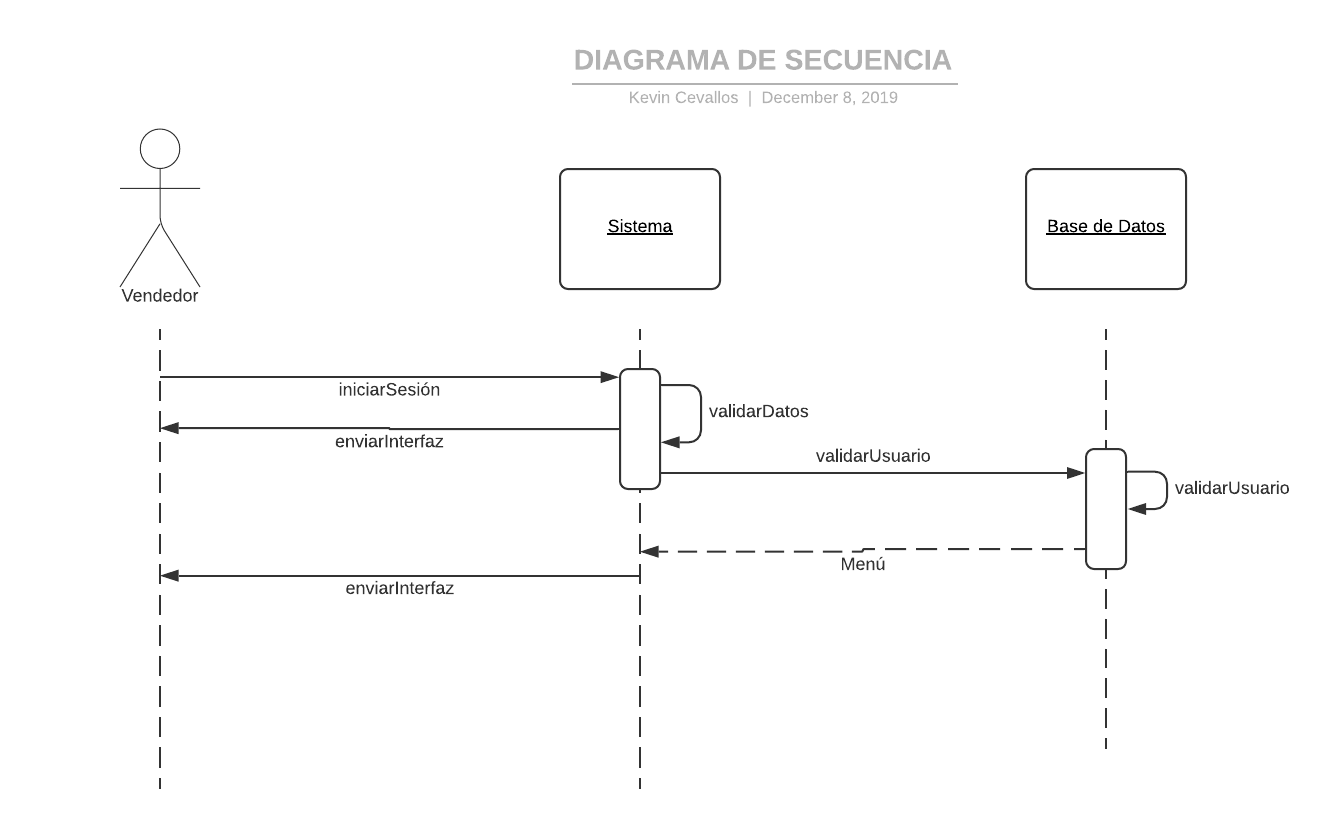 DIAGRAMA DE SECUENCIA
Kevin Cevallos | December 8, 2019
Sistema
Base de Datos
Vendedor
iniciarSesión
validarDatos
enviarInterfaz
validarUsuario
validarUsuario
Menú
enviarInterfaz